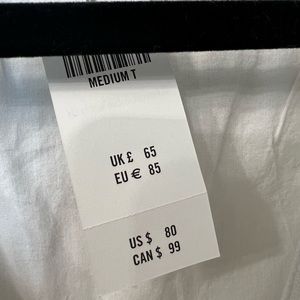 MEDIUM T
UK £ 65
EU € 85
US $ 80
CAN $ 99